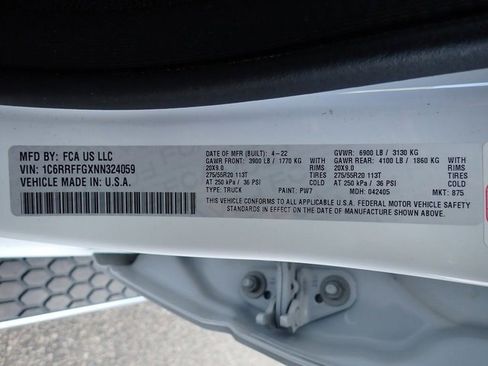 MFD BY: FCA US LLC
VIN: 1C6RRFFGXNN324059
VEHICLE MADE IN: U.S.A.
DATE OF MFR (BUILT): 4-22 GVWR: 6900 LB / 3130 KG
GAWR FRONT: 3900 LB / 1770 KG WITH GAWR REAR: 4100 LB / 1860 KG WITH
20X9.0 RIMS 20X9.0 RIMS
275/55R20 113T TIRES 275/55R20 113T TIRES
AT 250 kPa / 36 PSI AT 250 kPa / 36 PSI
TYPE: TRUCK PAINT: PW7 MDH: 042405 MKT: 875
THIS VEHICLE CONFORMS TO ALL APPLICABLE U.S.A. FEDERAL MOTOR VEHICLE SAFETY
STANDARDS IN EFFECT ON THE DATE OF MANUFACTURE SHOWN ABOVE.